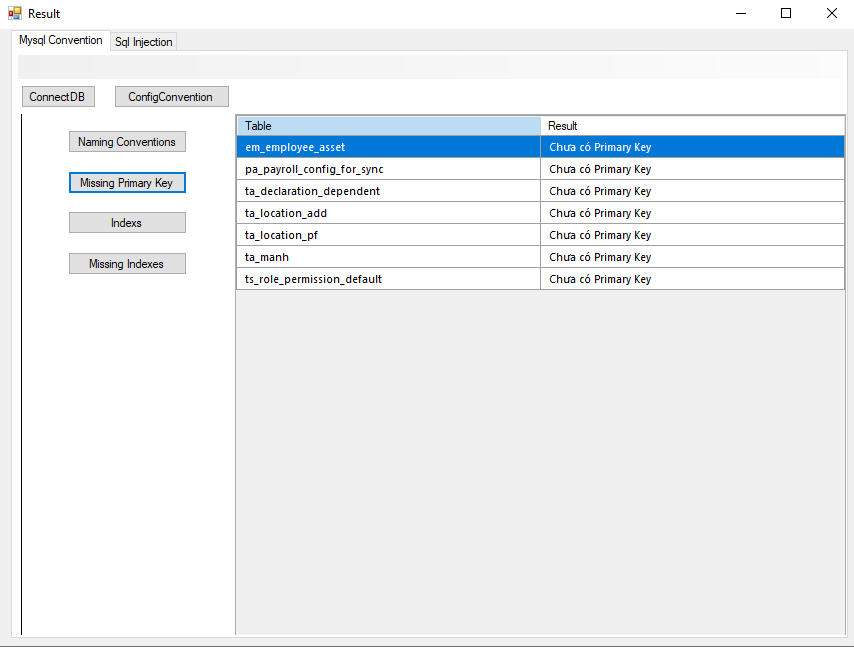 Result
Mysql Convention Sql Injection
ConnectDB ConfigConvention
Naming Conventions
Missing Primary Key
Indexs
Missing Indexes
Table Result
em_employee_asset Chưa có Primary Key
pa_payroll_config_for_sync Chưa có Primary Key
ta_declaration_dependent Chưa có Primary Key
ta_location_add Chưa có Primary Key
ta_location_pf Chưa có Primary Key
ta_manh Chưa có Primary Key
ts_role_permission_default Chưa có Primary Key